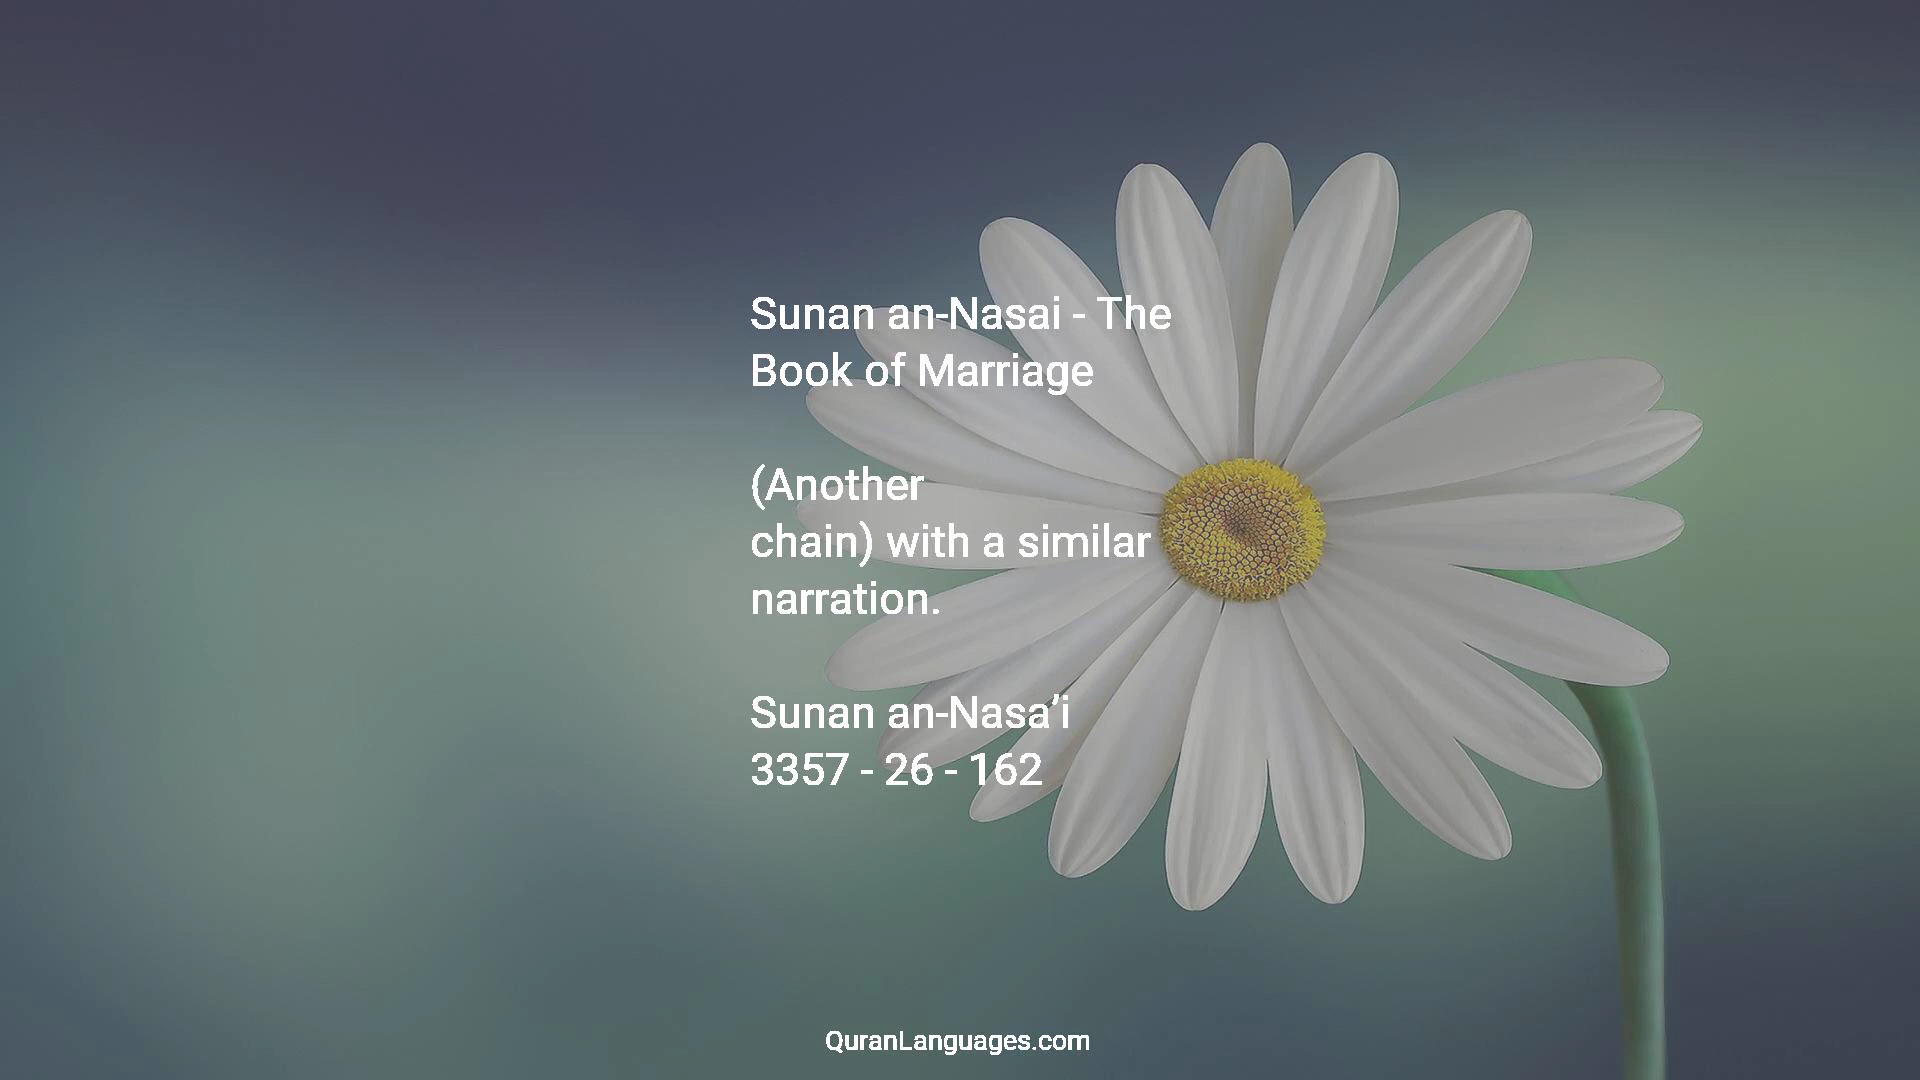 Sunan an-Nasai - The
Book of Marriage
(Another
chain) with a similar
narration.
Sunan an-Nasa’i
3357 - 26 - 162
QuranLanguages.com